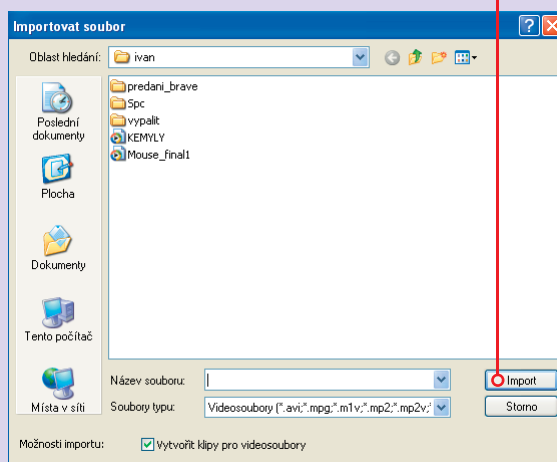 Importovat soubor
Oblast hledání: ivan
predani_brave
Spc
vypalit
KEMYLY
Mouse_final1
Poslední
dokumenty
Plocha
Dokumenty
Tento počítač
Místa v síti
Název souboru:
Import
Soubory typu: Videosoubory (*.avi;*.mpg;*.m1v;*.mp2;*.mp2v;*
Storno
Možnosti importu: Vytvořit klipy pro videosoubory